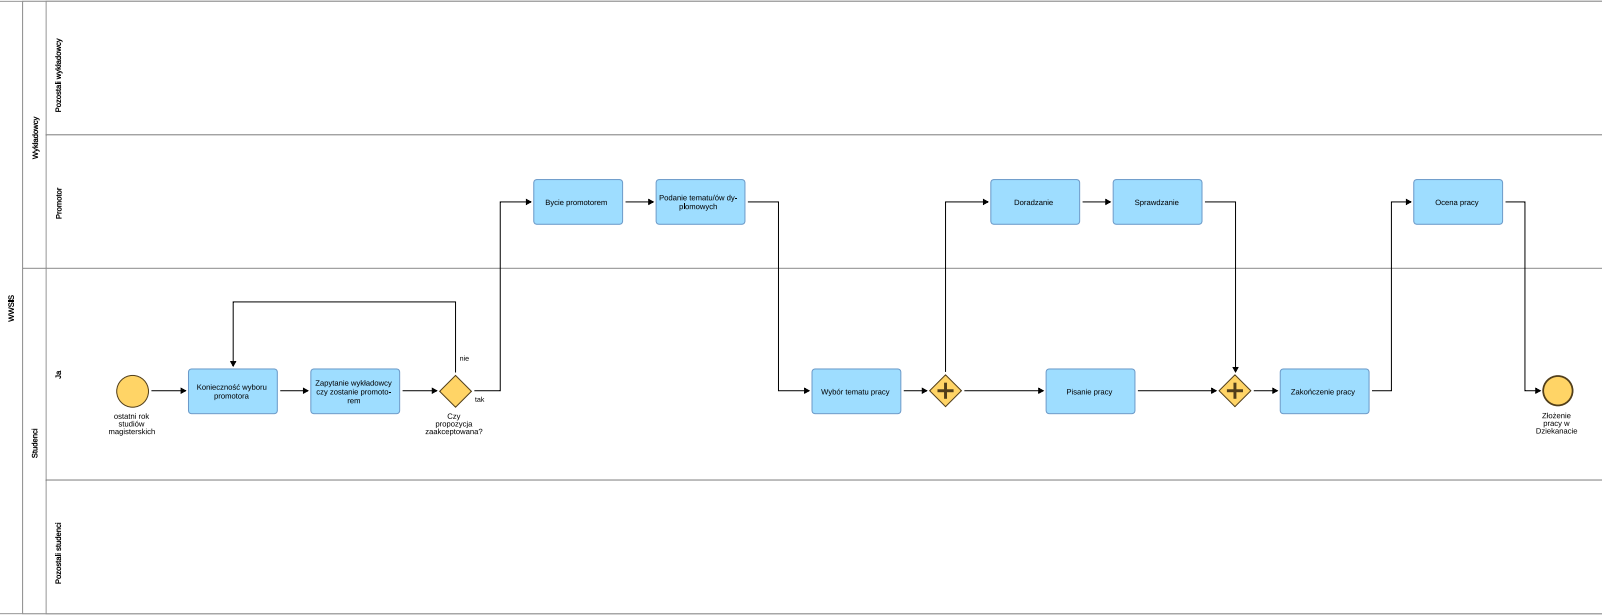 WWSIS
Wykładowcy
Studenci
Pozostali wykładowcy
Promotor
Ja
Pozostali studenci
Bycie promotorem
Podanie tematu/ów dy-
plomowych
Doradzanie
Sprawdzanie
Ocena pracy
ostatni rok
studiów
magisterskich
Konieczność wyboru
promotora
Zapytanie wykładowcy
czy zostanie promoto-
rem
nie
tak
Czy
propozycja
zaakceptowana?
Wybór tematu pracy
Pisanie pracy
Zakończenie pracy
Złożenie
pracy w
Dziekanacie